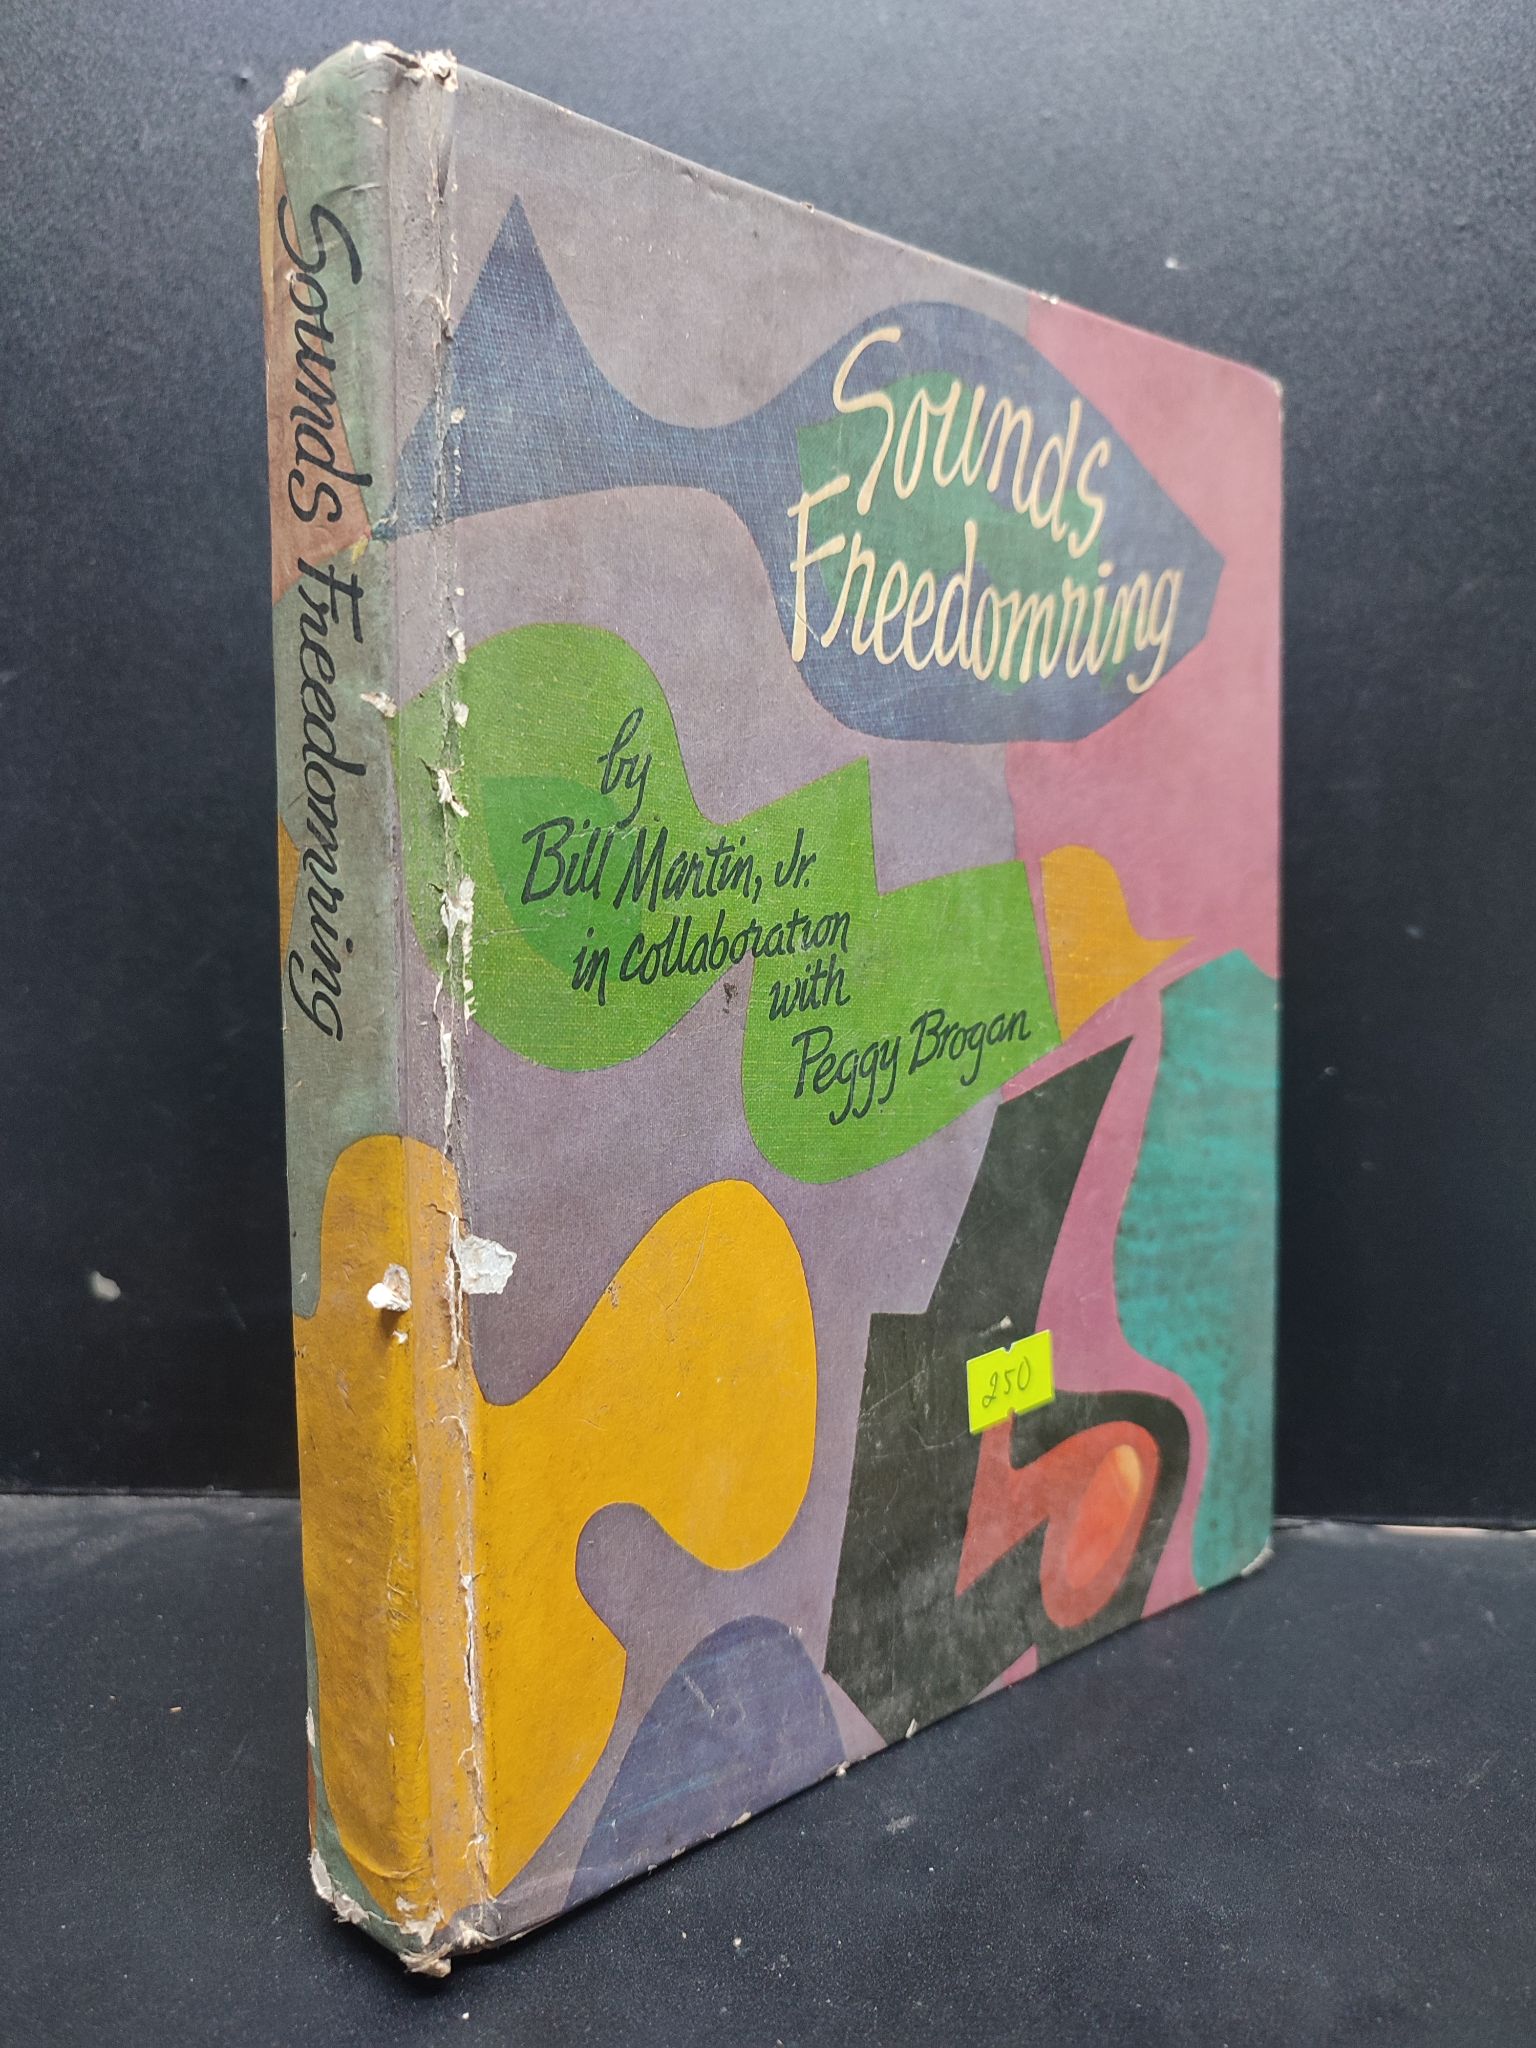 Sounds Freedomring
Sounds
Freedomring
by
Bill Martin, Jr.
in collaboration
with
Peggy Brogan
250